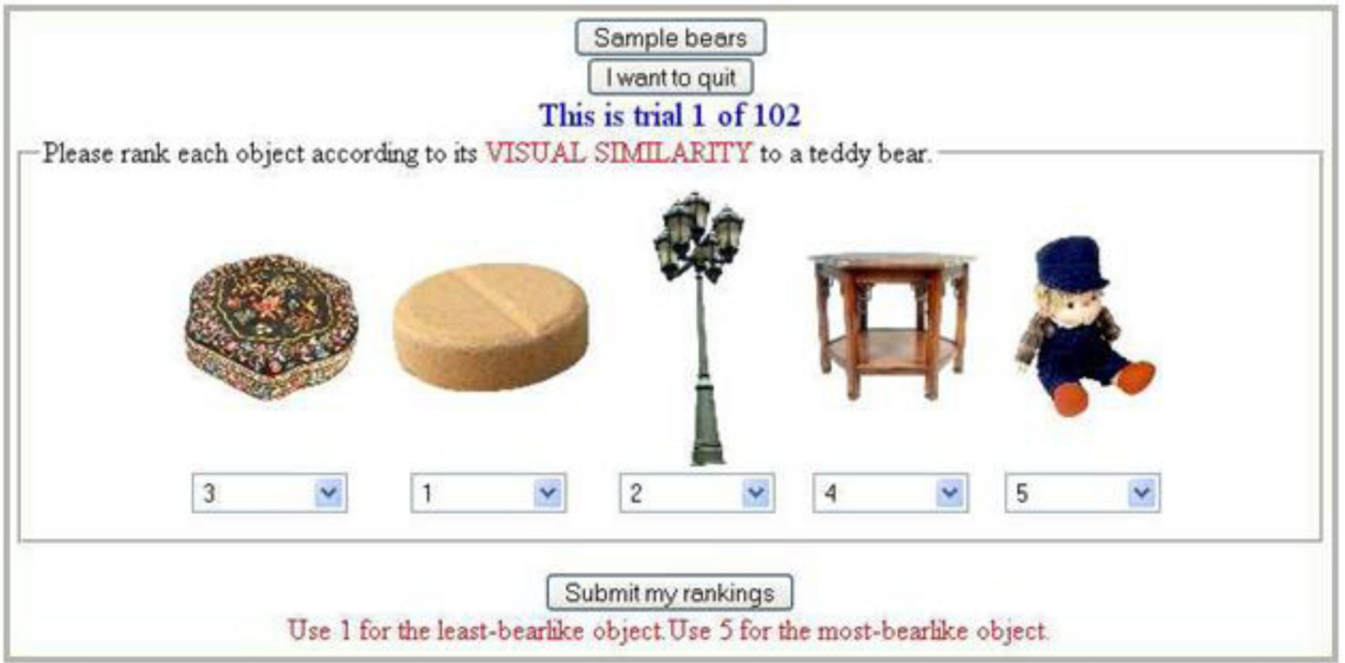 Sample bears
I want to quit
This is trial 1 of 102
Please rank each object according to its VISUAL SIMILARITY to a teddy bear.
3 1 2 4 5
Submit my rankings
Use 1 for the least-bearlike object.Use 5 for the most-bearlike object.